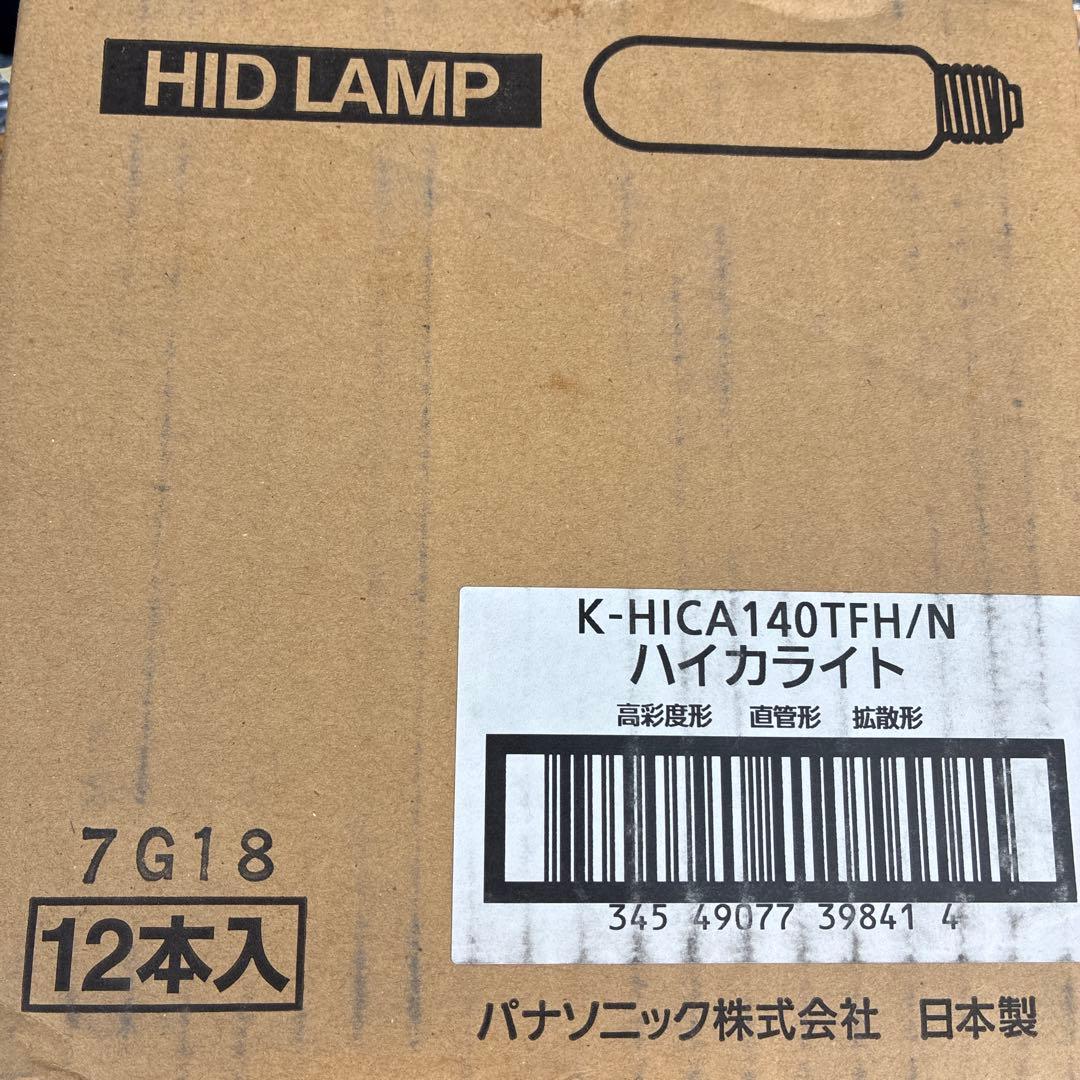 HID LAMP
K-HICA140TFH/N
ハイカライト
高彩度形 直管形 拡散形
345 49077 39841 4
7G18
12本入
パナソニック株式会社 日本製